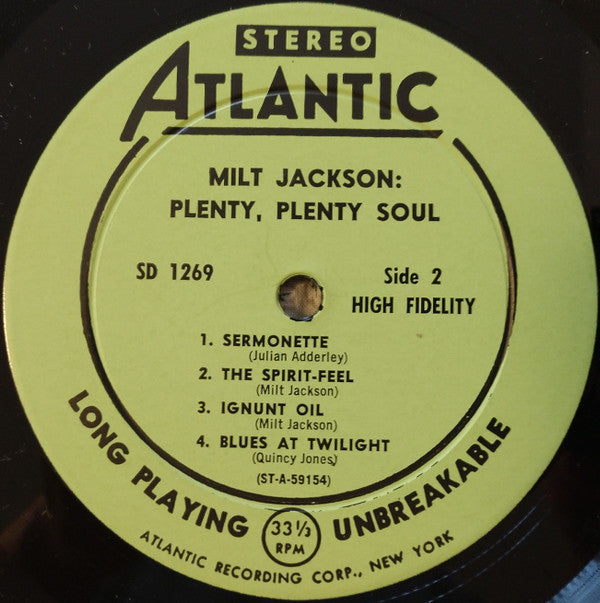 STEREO
ATLANTIC
MILT JACKSON:
PLENTY, PLENTY SOUL
SD 1269
Side 2
HIGH FIDELITY
1. SERMONETTE
(Julian Adderley)
2. THE SPIRIT-FEEL
(Milt Jackson)
3. IGNUNT OIL
(Milt Jackson)
4. BLUES AT TWILIGHT
(Quincy Jones)
(ST-A-59154)
LONG PLAYING 33 1/3 RPM UNBREAKABLE
ATLANTIC RECORDING CORP., NEW YORK